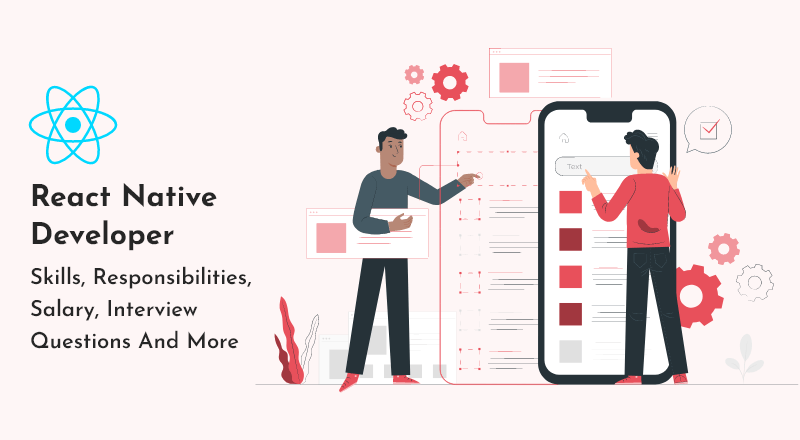 React Native
Developer
Skills, Responsibilities,
Salary, Interview
Questions And More
Text